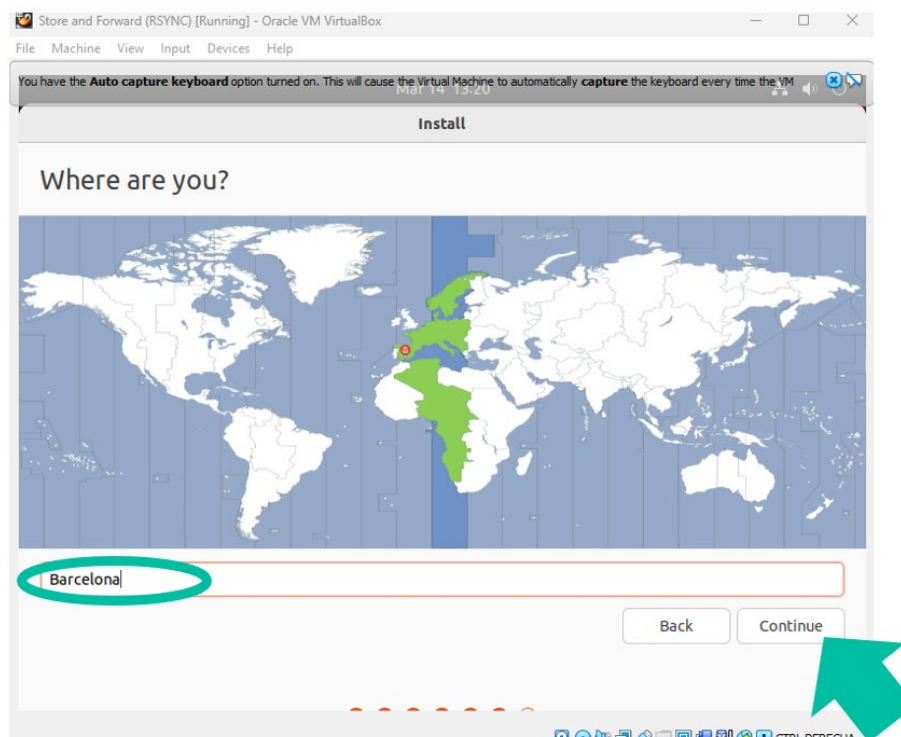 Store and Forward (RSYNC) [Running] - Oracle VM VirtualBox
File Machine View Input Devices Help
You have the Auto capture keyboard option turned on. This will cause the Virtual Machine to automatically capture the keyboard every time the VM
Mar 14 13:20
Install
Where are you?
Barcelona
Back Continue
CTRL DERECHA